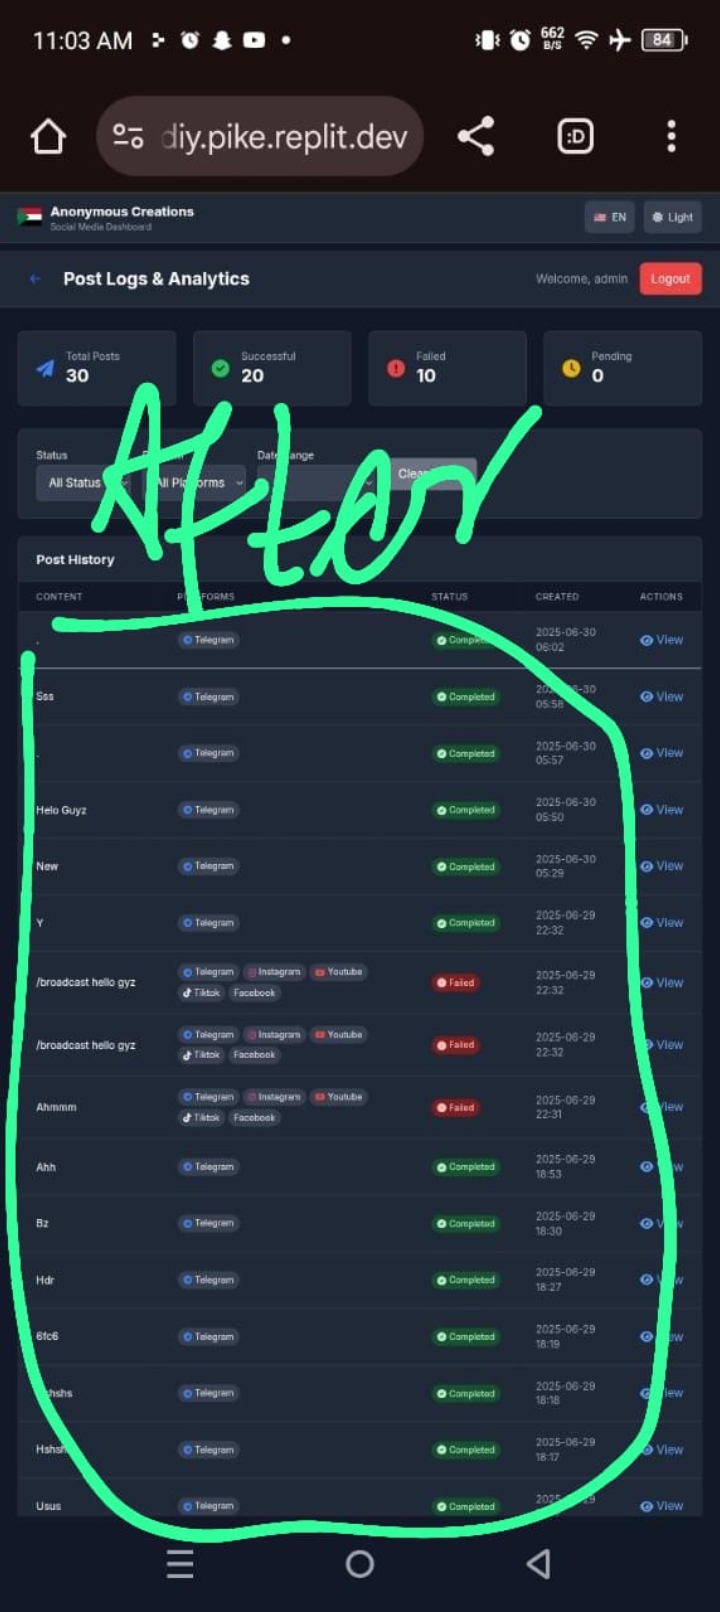 11:03 AM
662
B/S
84
diy.pike.replit.dev
:D
Anonymous Creations
Social Media Dashboard
EN
Light
Post Logs & Analytics
Welcome, admin
Logout
Total Posts
30
Successful
20
Failed
10
Pending
0
After
Status
Date
All Status
All Platforms
Post History
CONTENT PLATFORMS STATUS CREATED ACTIONS
. Telegram Completed 2025-06-30 06:02 View
Sss Telegram Completed 2025-06-30 05:58 View
. Telegram Completed 2025-06-30 05:57 View
Helo Guyz Telegram Completed 2025-06-30 05:50 View
New Telegram Completed 2025-06-30 05:29 View
Y Telegram Completed 2025-06-29 22:32 View
/broadcast hello gyz Telegram Instagram Youtube Tiktok Facebook Failed 2025-06-29 22:32 View
/broadcast hello gyz Telegram Instagram Youtube Tiktok Facebook Failed 2025-06-29 22:32 View
Ahmmm Telegram Instagram Youtube Tiktok Facebook Failed 2025-06-29 22:31 View
Ahh Telegram Completed 2025-06-29 18:53 View
Bz Telegram Completed 2025-06-29 18:30 View
Hdr Telegram Completed 2025-06-29 18:27 View
6fc6 Telegram Completed 2025-06-29 18:19 View
Telegram Completed 2025-06-29 18:18 View
Telegram Completed 2025-06-29 18:17 View
Usus Telegram Completed View